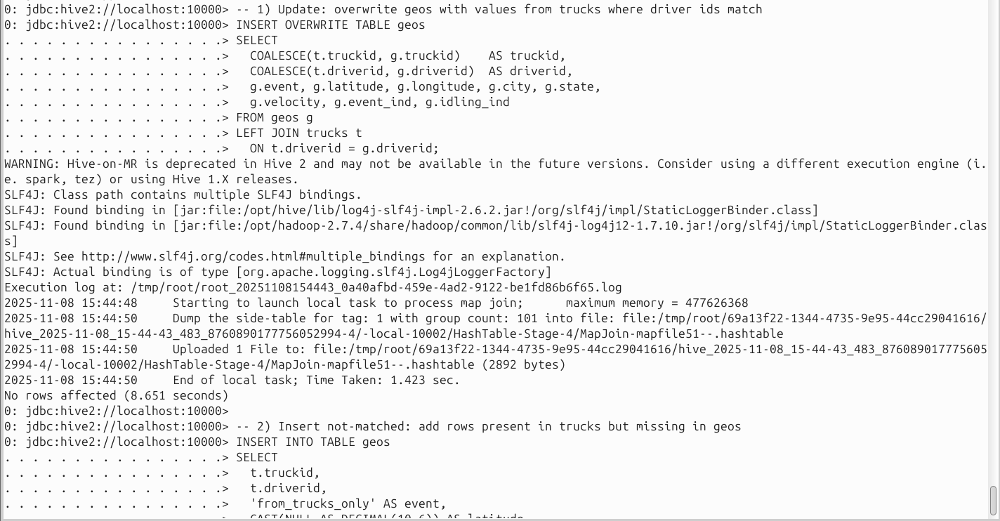 0: jdbc:hive2://localhost:10000> -- 1) Update: overwrite geos with values from trucks where driver ids match
0: jdbc:hive2://localhost:10000> INSERT OVERWRITE TABLE geos
. . . . . . . . . . . . . . . .> SELECT
. . . . . . . . . . . . . . . .>   COALESCE(t.truckid, g.truckid)    AS truckid,
. . . . . . . . . . . . . . . .>   COALESCE(t.driverid, g.driverid)  AS driverid,
. . . . . . . . . . . . . . . .>   g.event, g.latitude, g.longitude, g.city, g.state,
. . . . . . . . . . . . . . . .>   g.velocity, g.event_ind, g.idling_ind
. . . . . . . . . . . . . . . .> FROM geos g
. . . . . . . . . . . . . . . .> LEFT JOIN trucks t
. . . . . . . . . . . . . . . .>   ON t.driverid = g.driverid;
WARNING: Hive-on-MR is deprecated in Hive 2 and may not be available in the future versions. Consider using a different execution engine (i.
e. spark, tez) or using Hive 1.X releases.
SLF4J: Class path contains multiple SLF4J bindings.
SLF4J: Found binding in [jar:file:/opt/hive/lib/log4j-slf4j-impl-2.6.2.jar!/org/slf4j/impl/StaticLoggerBinder.class]
SLF4J: Found binding in [jar:file:/opt/hadoop-2.7.4/share/hadoop/common/lib/slf4j-log4j12-1.7.10.jar!/org/slf4j/impl/StaticLoggerBinder.clas
s]
SLF4J: See http://www.slf4j.org/codes.html#multiple_bindings for an explanation.
SLF4J: Actual binding is of type [org.apache.logging.slf4j.Log4jLoggerFactory]
Execution log at: /tmp/root/root_20251108154443_0a40afbd-459e-4ad2-9122-be1fd86b6f65.log
2025-11-08 15:44:48     Starting to launch local task to process map join;      maximum memory = 477626368
2025-11-08 15:44:50     Dump the side-table for tag: 1 with group count: 101 into file: file:/tmp/root/69a13f22-1344-4735-9e95-44cc29041616/
hive_2025-11-08_15-44-43_483_8760890177756052994-4/-local-10002/HashTable-Stage-4/MapJoin-mapfile51--.hashtable
2025-11-08 15:44:50     Uploaded 1 File to: file:/tmp/root/69a13f22-1344-4735-9e95-44cc29041616/hive_2025-11-08_15-44-43_483_876089017775605
2994-4/-local-10002/HashTable-Stage-4/MapJoin-mapfile51--.hashtable (2892 bytes)
2025-11-08 15:44:50     End of local task; Time Taken: 1.423 sec.
No rows affected (8.651 seconds)
0: jdbc:hive2://localhost:10000>
0: jdbc:hive2://localhost:10000> -- 2) Insert not-matched: add rows present in trucks but missing in geos
0: jdbc:hive2://localhost:10000> INSERT INTO TABLE geos
. . . . . . . . . . . . . . . .> SELECT
. . . . . . . . . . . . . . . .>   t.truckid,
. . . . . . . . . . . . . . . .>   t.driverid,
. . . . . . . . . . . . . . . .>   'from_trucks_only' AS event,
. . . . . . . . . . . . . . . .>   CAST(NULL AS DECIMAL(10,6)) AS latitude